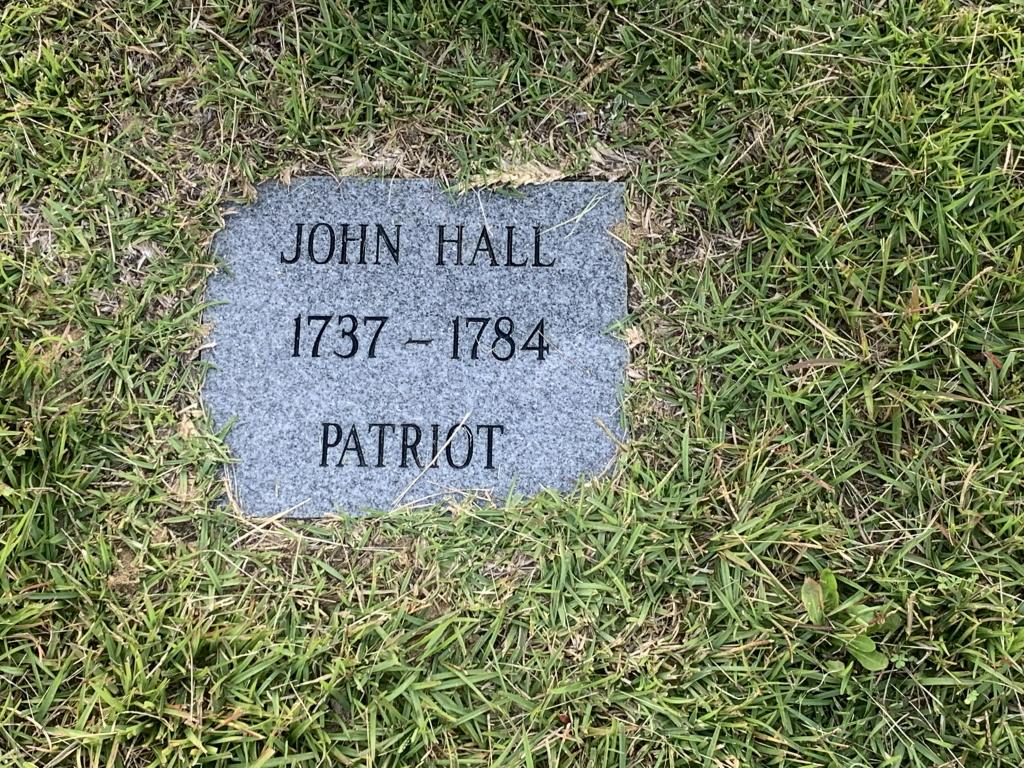 JOHN HALL
1737 - 1784
PATRIOT